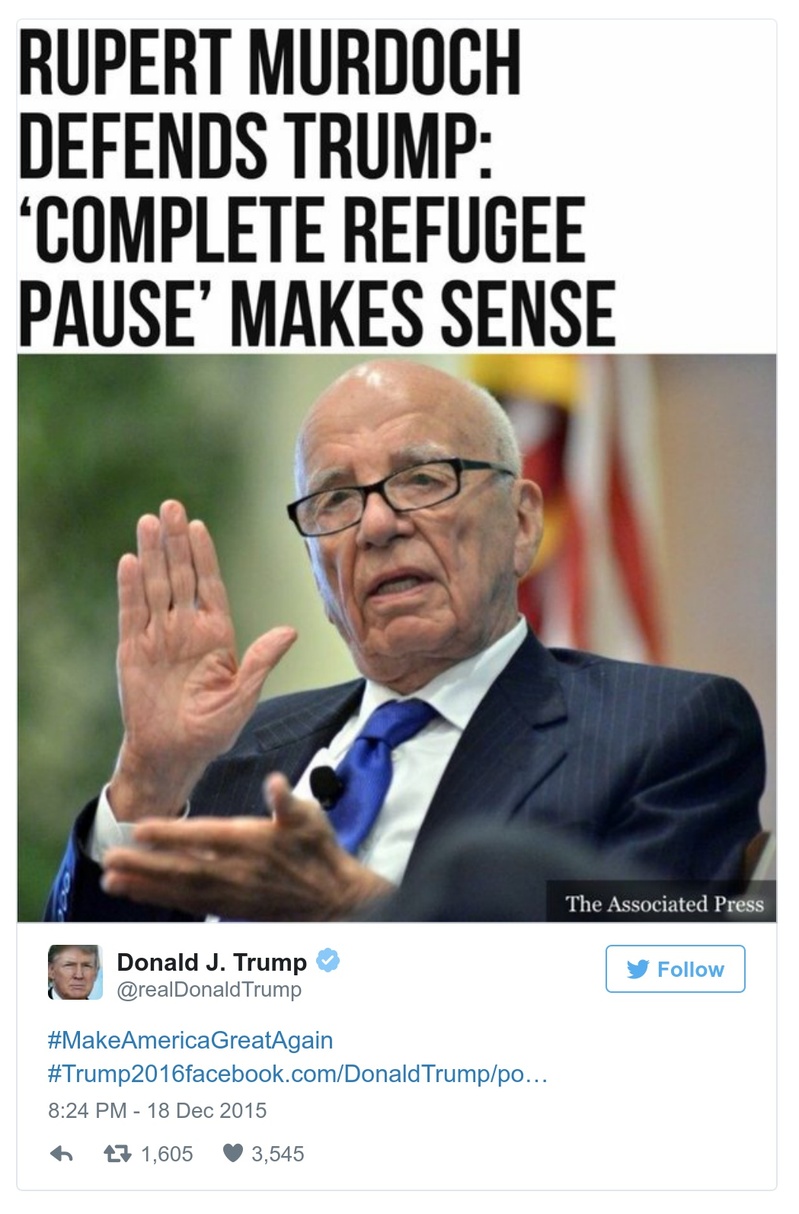 RUPERT MURDOCH
DEFENDS TRUMP:
‘COMPLETE REFUGEE
PAUSE’ MAKES SENSE
The Associated Press
Donald J. Trump
@realDonaldTrump
Follow
#MakeAmericaGreatAgain
#Trump2016facebook.com/DonaldTrump/po…
8:24 PM - 18 Dec 2015
1,605 3,545